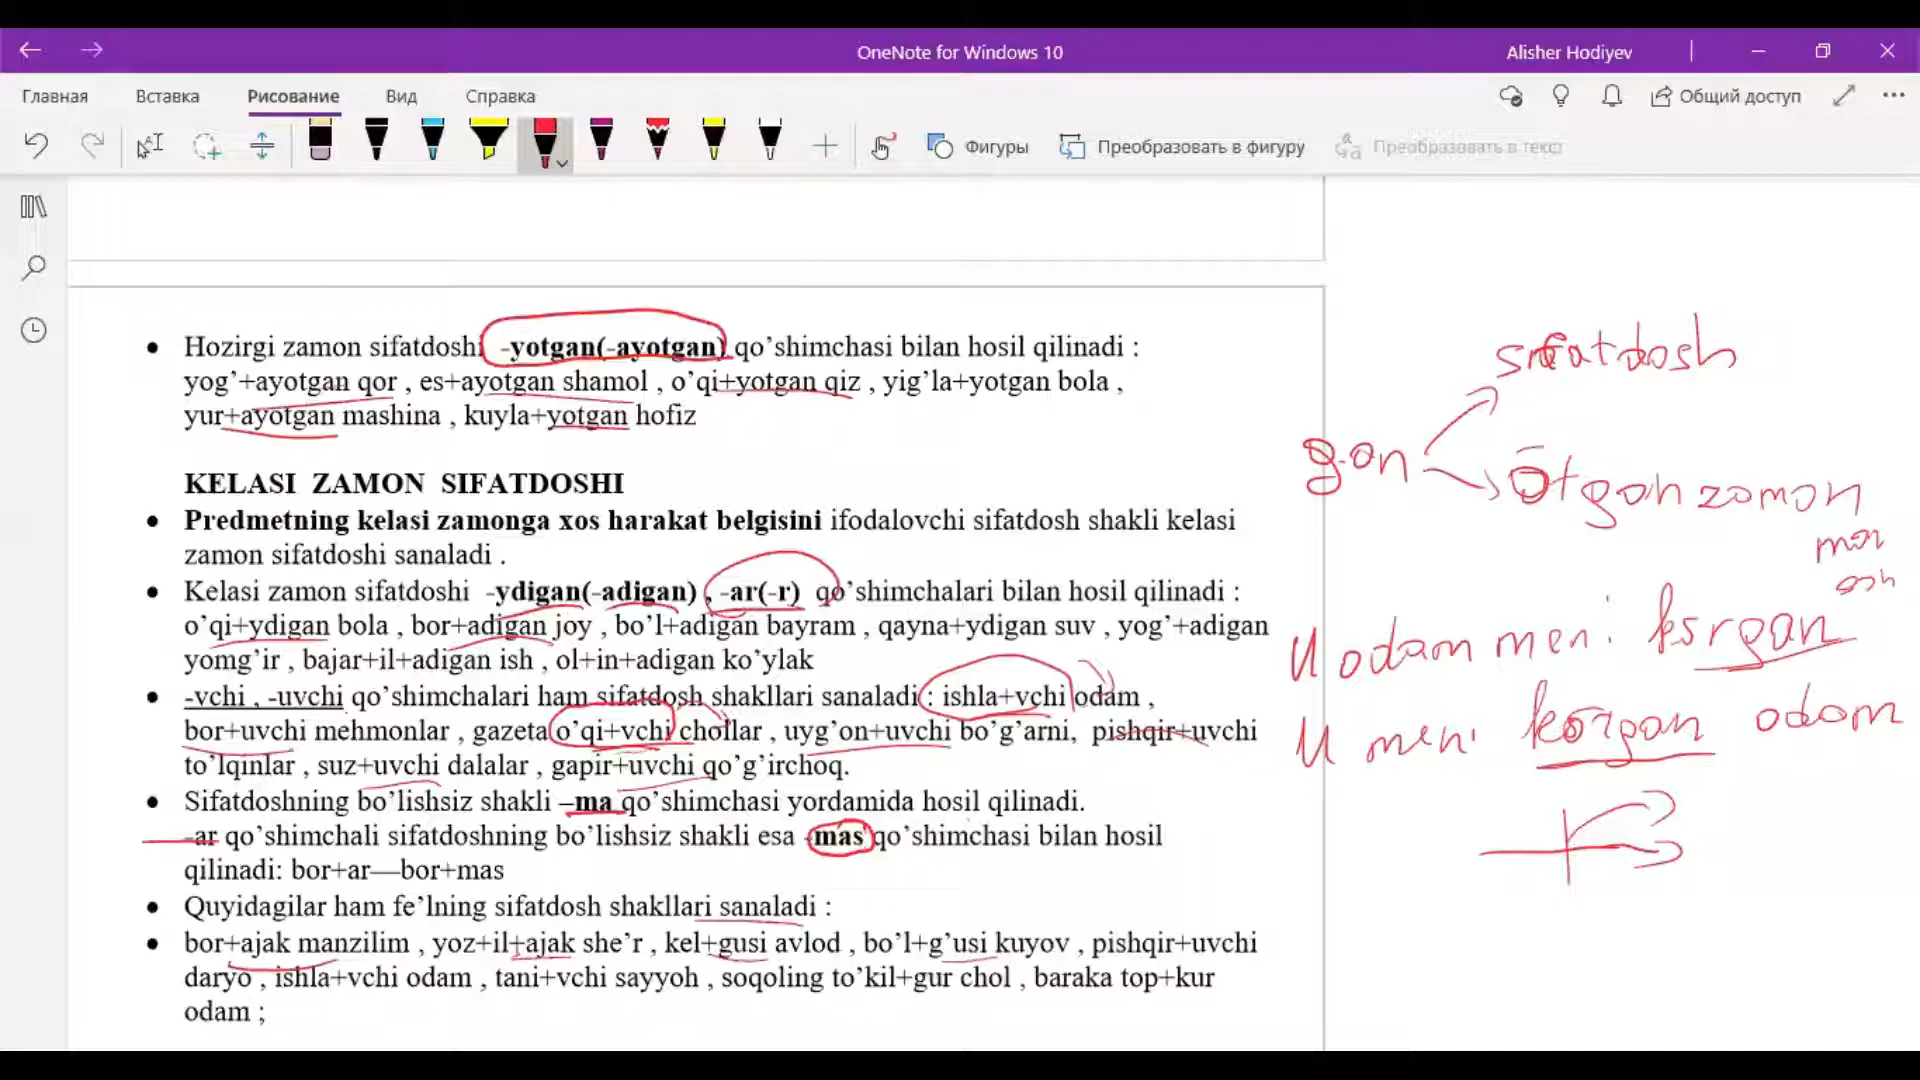 OneNote for Windows 10
Alisher Hodiyev
Главная Вставка Рисование Вид Справка
Общий доступ
Фигуры Преобразовать в фигуру Преобразовать в текст
• Hozirgi zamon sifatdoshi -yotgan(-ayotgan) qo’shimchasi bilan hosil qilinadi :
yog’+ayotgan qor , es+ayotgan shamol , o’qi+yotgan qiz , yig’la+yotgan bola ,
yur+ayotgan mashina , kuyla+yotgan hofiz
KELASI ZAMON SIFATDOSHI
• Predmetning kelasi zamonga xos harakat belgisini ifodalovchi sifatdosh shakli kelasi
zamon sifatdoshi sanaladi .
• Kelasi zamon sifatdoshi -ydigan(-adigan) , -ar(-r) qo’shimchalari bilan hosil qilinadi :
o’qi+ydigan bola , bor+adigan joy , bo’l+adigan bayram , qayna+ydigan suv , yog’+adigan
yomg’ir , bajar+il+adigan ish , ol+in+adigan ko’ylak
• -vchi , -uvchi qo’shimchalari ham sifatdosh shakllari sanaladi : ishla+vchi odam ,
bor+uvchi mehmonlar , gazeta o’qi+vchi chollar , uyg’on+uvchi bo’g’arni, pishqir+uvchi
to’lqinlar , suz+uvchi dalalar , gapir+uvchi qo’g’irchoq.
• Sifatdoshning bo’lishsiz shakli –ma qo’shimchasi yordamida hosil qilinadi.
-ar qo’shimchali sifatdoshning bo’lishsiz shakli esa -mas qo’shimchasi bilan hosil
qilinadi: bor+ar—bor+mas
• Quyidagilar ham fe’lning sifatdosh shakllari sanaladi :
• bor+ajak manzilim , yoz+il+ajak she’r , kel+gusi avlod , bo’l+g’usi kuyov , pishqir+uvchi
daryo , ishla+vchi odam , tani+vchi sayyoh , soqoling to’kil+gur chol , baraka top+kur
odam ;
sifatdosh
gan
Ōtgan zamon
U odam meni korgan
U meni korgan odam